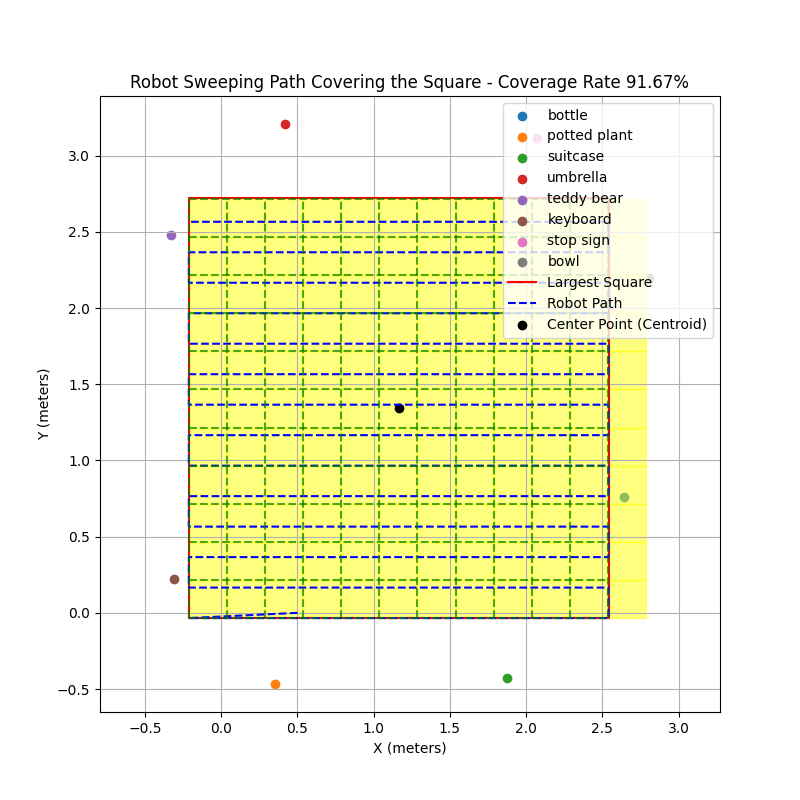 Robot Sweeping Path Covering the Square - Coverage Rate 91.67%
bottle
potted plant
suitcase
umbrella
teddy bear
keyboard
stop sign
bowl
Largest Square
Robot Path
Center Point (Centroid)
Y (meters)
3.0
2.5
2.0
1.5
1.0
0.5
0.0
−0.5
−0.5
0.0
0.5
1.0
1.5
2.0
2.5
3.0
X (meters)